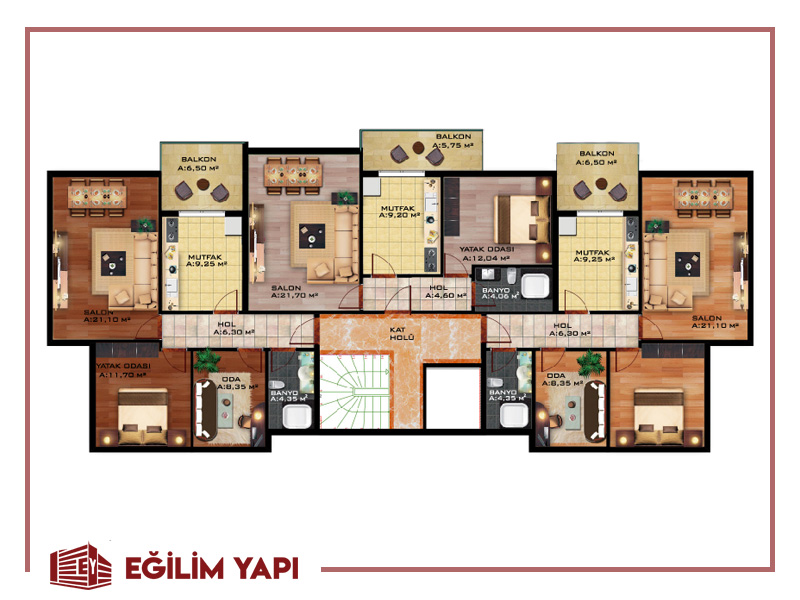 BALKON
A:5,75 M²
BALKON
A:6,50 M²
BALKON
A:6,50 M²
MUTFAK
A:9,20 M²
MUTFAK
A:9,25 M²
YATAK ODASI
A:12,04 M²
MUTFAK
A:9,25 M²
SALON
A:21,70 M²
HOL
A:4,60 M²
BANYO
A:4,06 M²
SALON
A:21,10 M²
HOL
A:6,30 M²
KAT
HOLÜ
HOL
A:6,30 M²
SALON
A:21,10 M²
YATAK ODASI
A:11,70 M²
ODA
A:8,35 M²
BANYO
A:4,35 M²
BANYO
A:4,35 M²
ODA
A:8,35 M²
EY
EĞİLİM YAPI